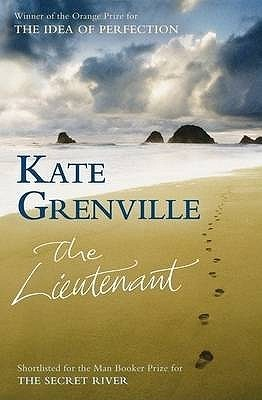 Winner of the Orange Prize for
THE IDEA OF PERFECTION
KATE
GRENVILLE
The
Lieutenant
Shortlisted for the Man Booker Prize for
THE SECRET RIVER